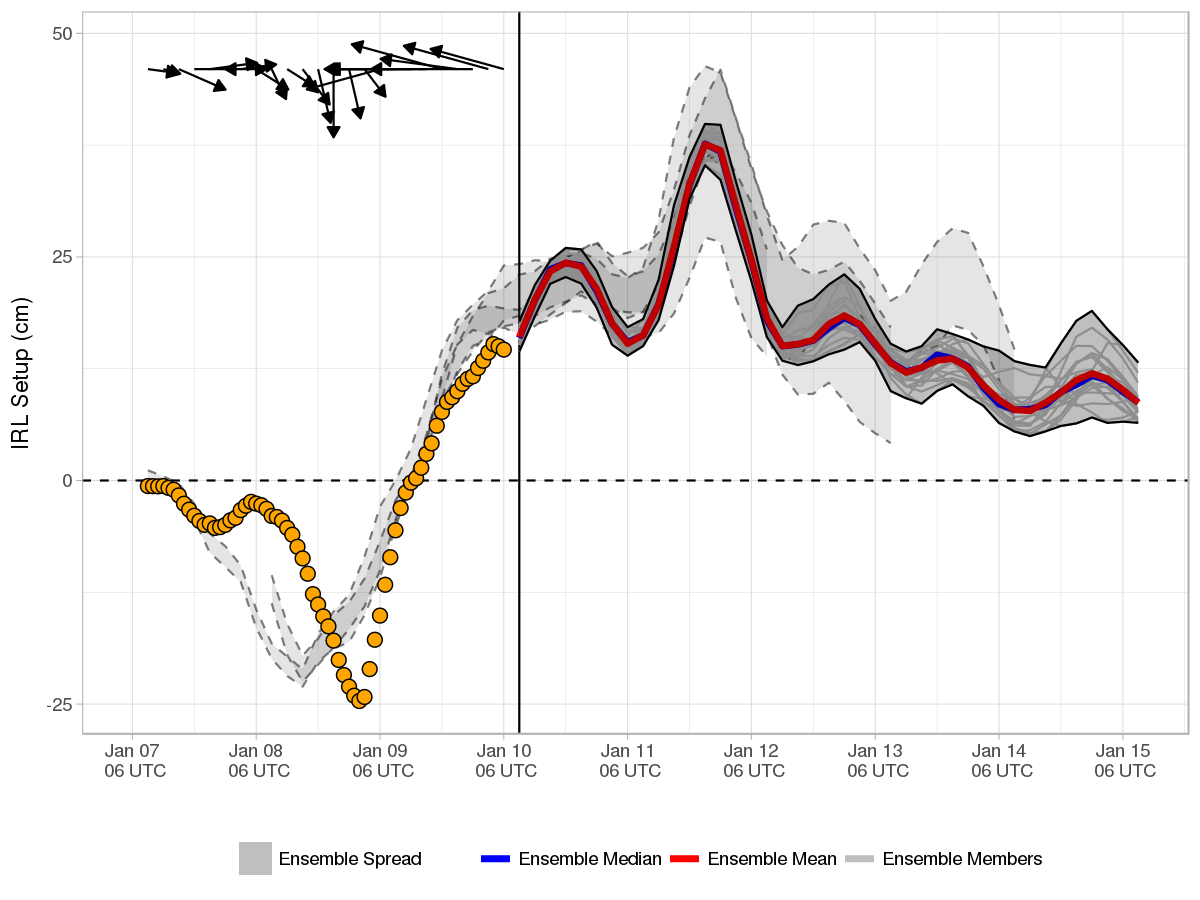 IRL Setup (cm)
50
25
0
-25
Jan 07 Jan 08 Jan 09 Jan 10 Jan 11 Jan 12 Jan 13 Jan 14 Jan 15
06 UTC 06 UTC 06 UTC 06 UTC 06 UTC 06 UTC 06 UTC 06 UTC 06 UTC
Ensemble Spread Ensemble Median Ensemble Mean Ensemble Members